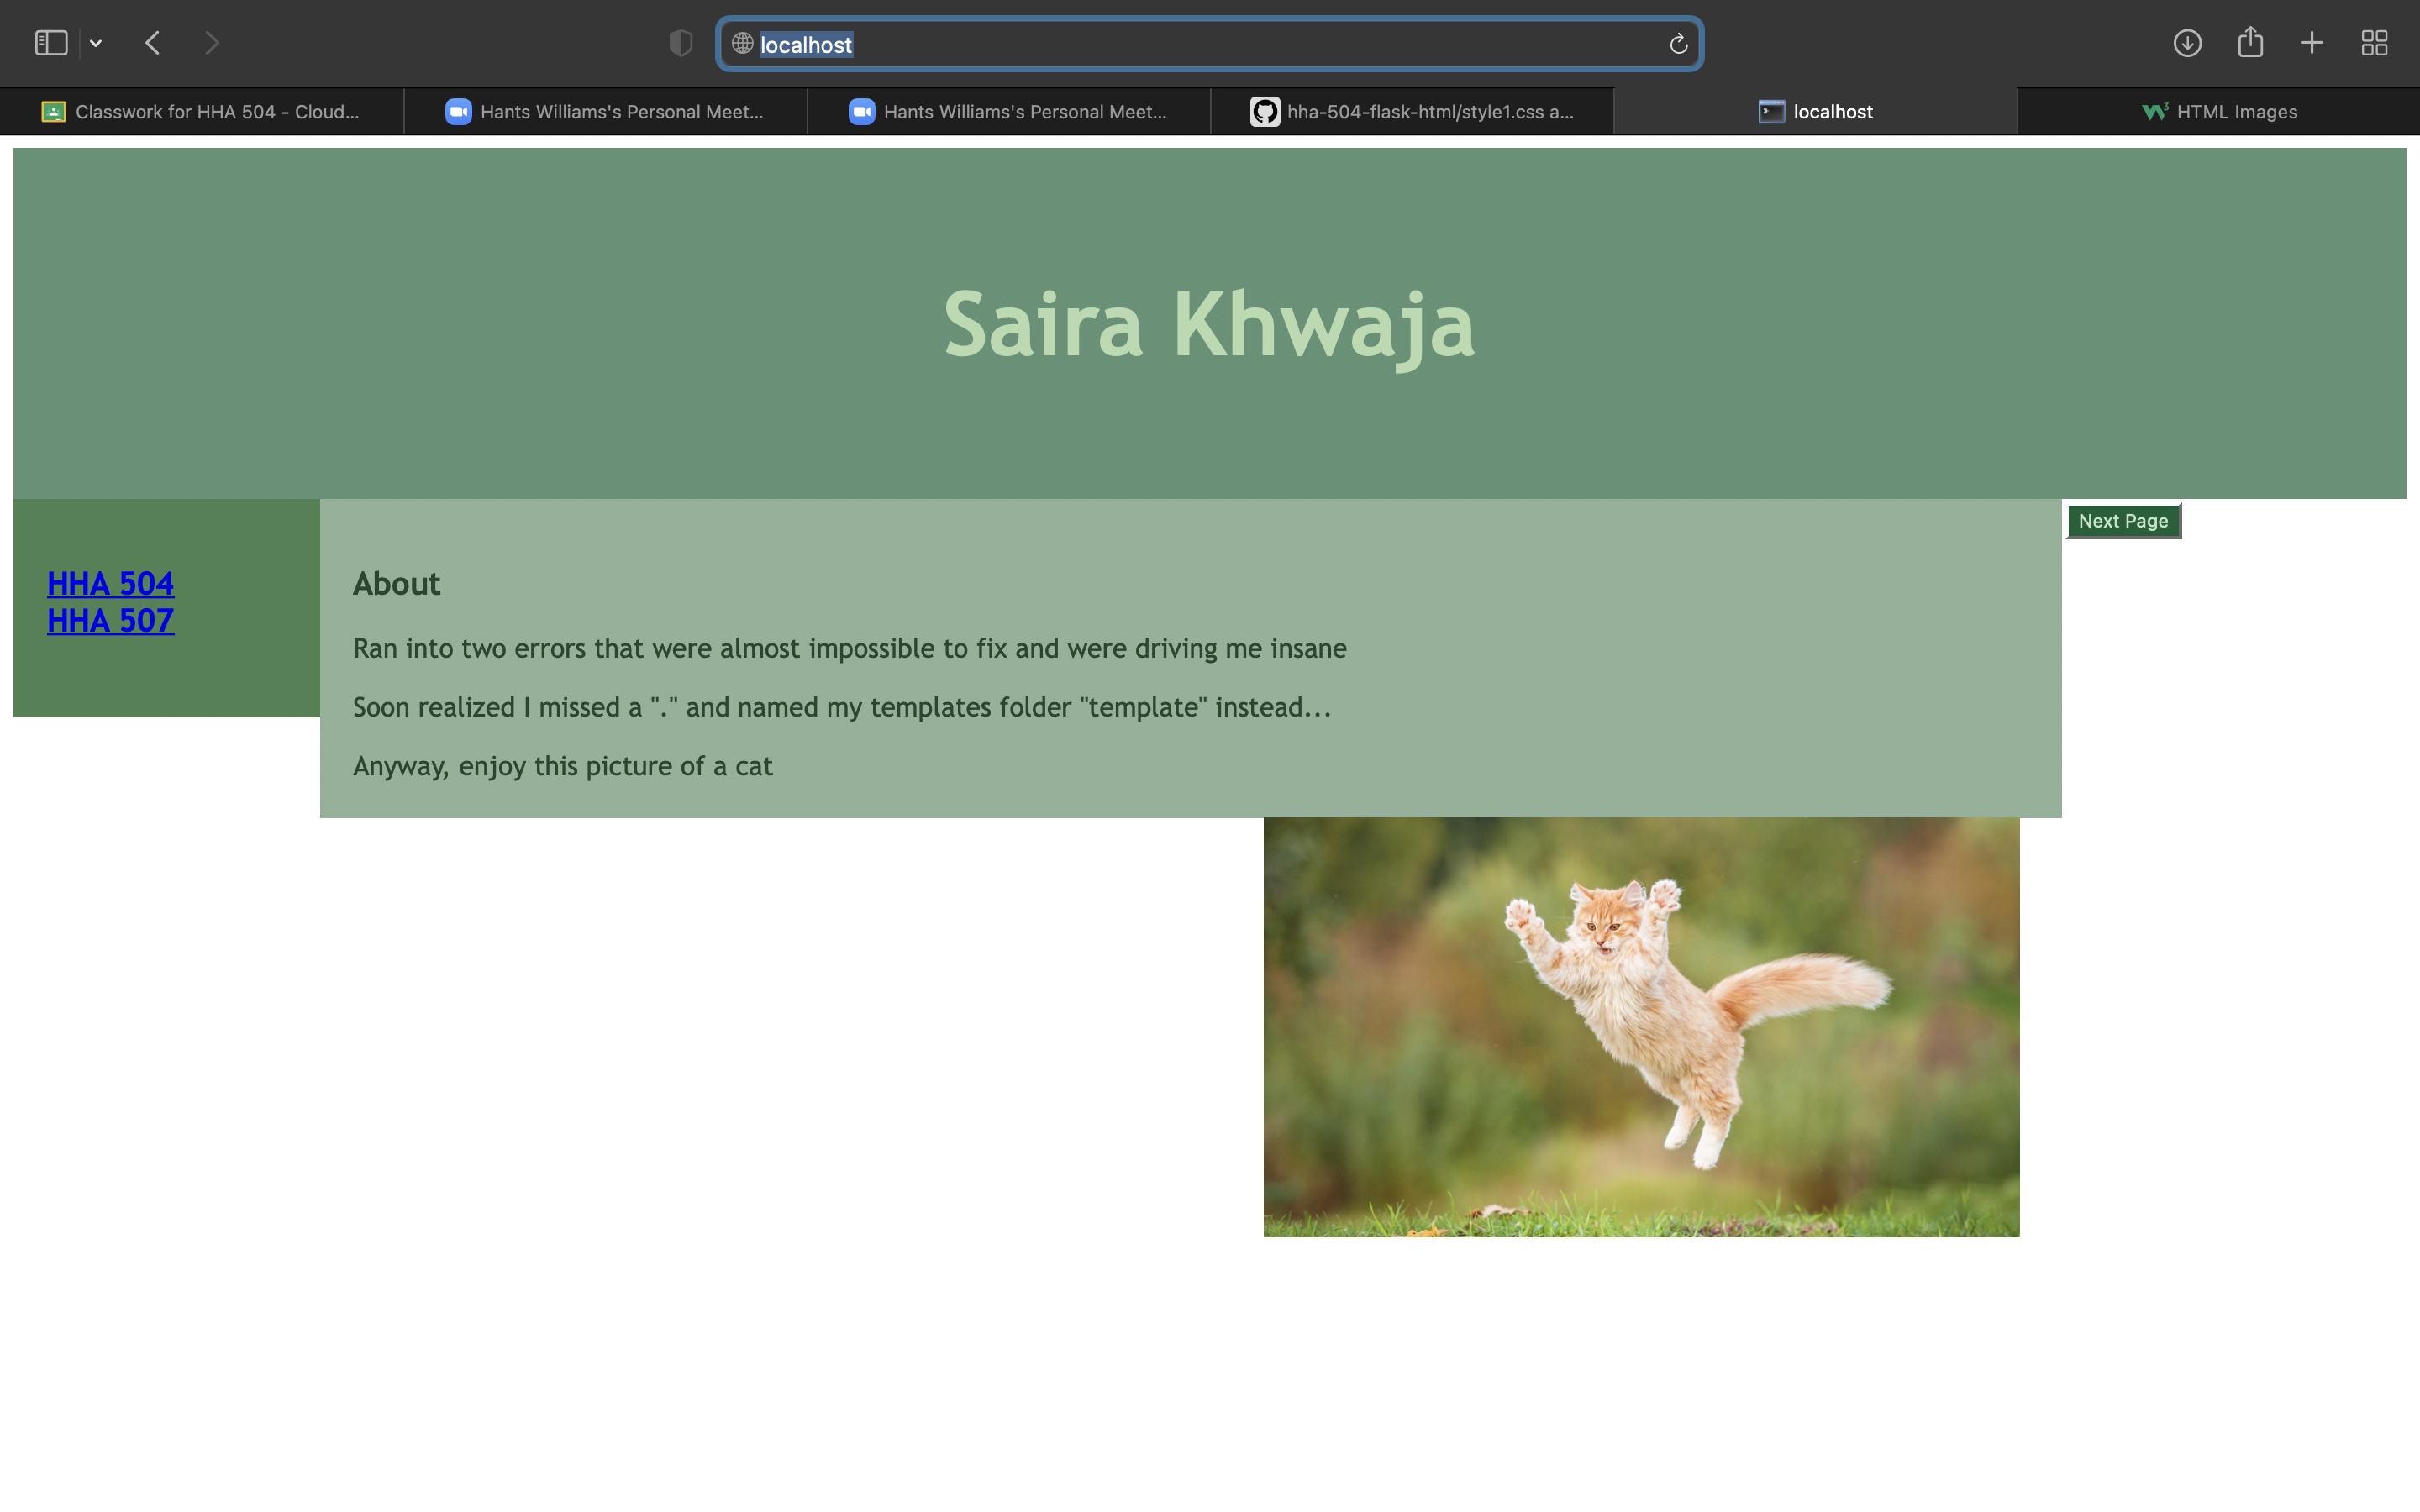 localhost
Classwork for HHA 504 - Cloud...
Hants Williams's Personal Meet...
Hants Williams's Personal Meet...
hha-504-flask-html/style1.css a...
localhost
W3 HTML Images
Saira Khwaja
HHA 504
HHA 507
About
Ran into two errors that were almost impossible to fix and were driving me insane
Soon realized I missed a "." and named my templates folder "template" instead...
Anyway, enjoy this picture of a cat
Next Page